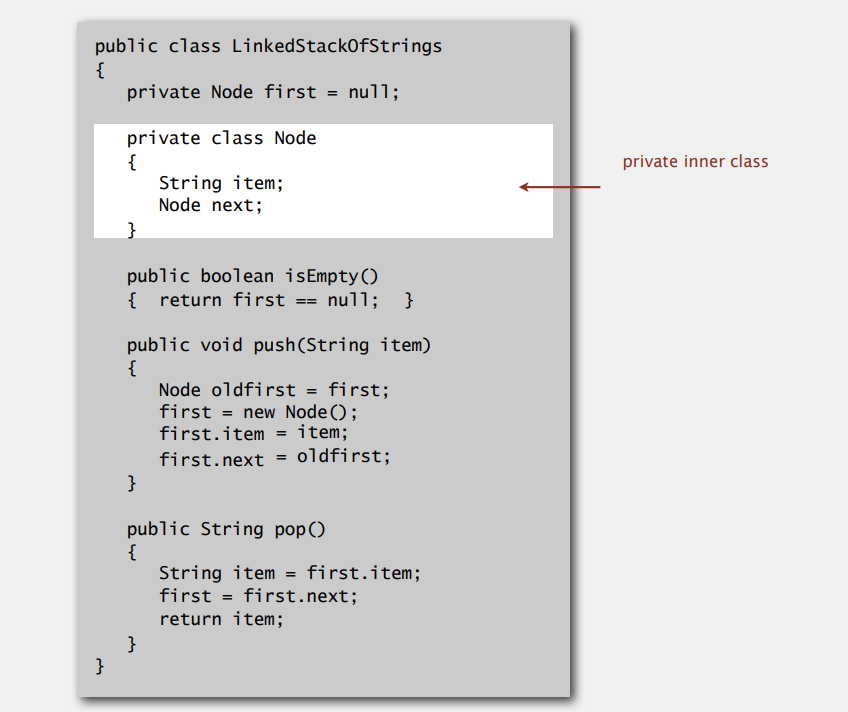 public class LinkedStackOfStrings
{
private Node first = null;
private class Node
{
String item;
Node next;
}
private inner class
public boolean isEmpty()
{ return first == null; }
public void push(String item)
{
Node oldfirst = first;
first = new Node();
first.item = item;
first.next = oldfirst;
}
public String pop()
{
String item = first.item;
first = first.next;
return item;
}
}